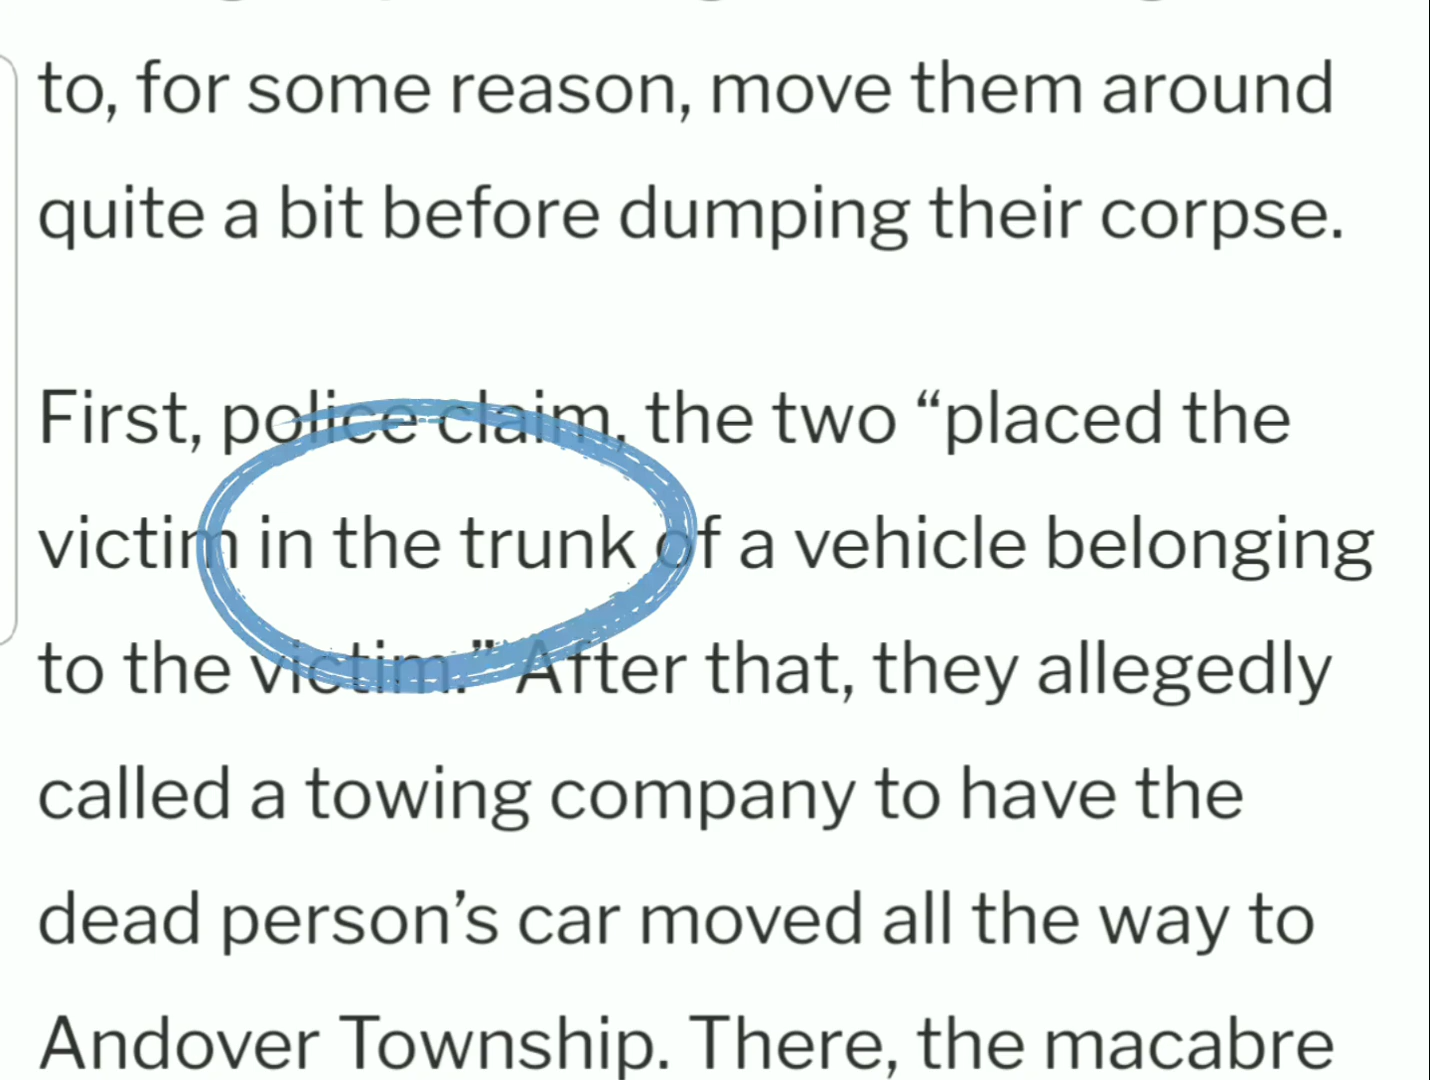 to, for some reason, move them around
quite a bit before dumping their corpse.
First, police claim, the two “placed the
victim in the trunk of a vehicle belonging
to the victim.” After that, they allegedly
called a towing company to have the
dead person’s car moved all the way to
Andover Township. There, the macabre